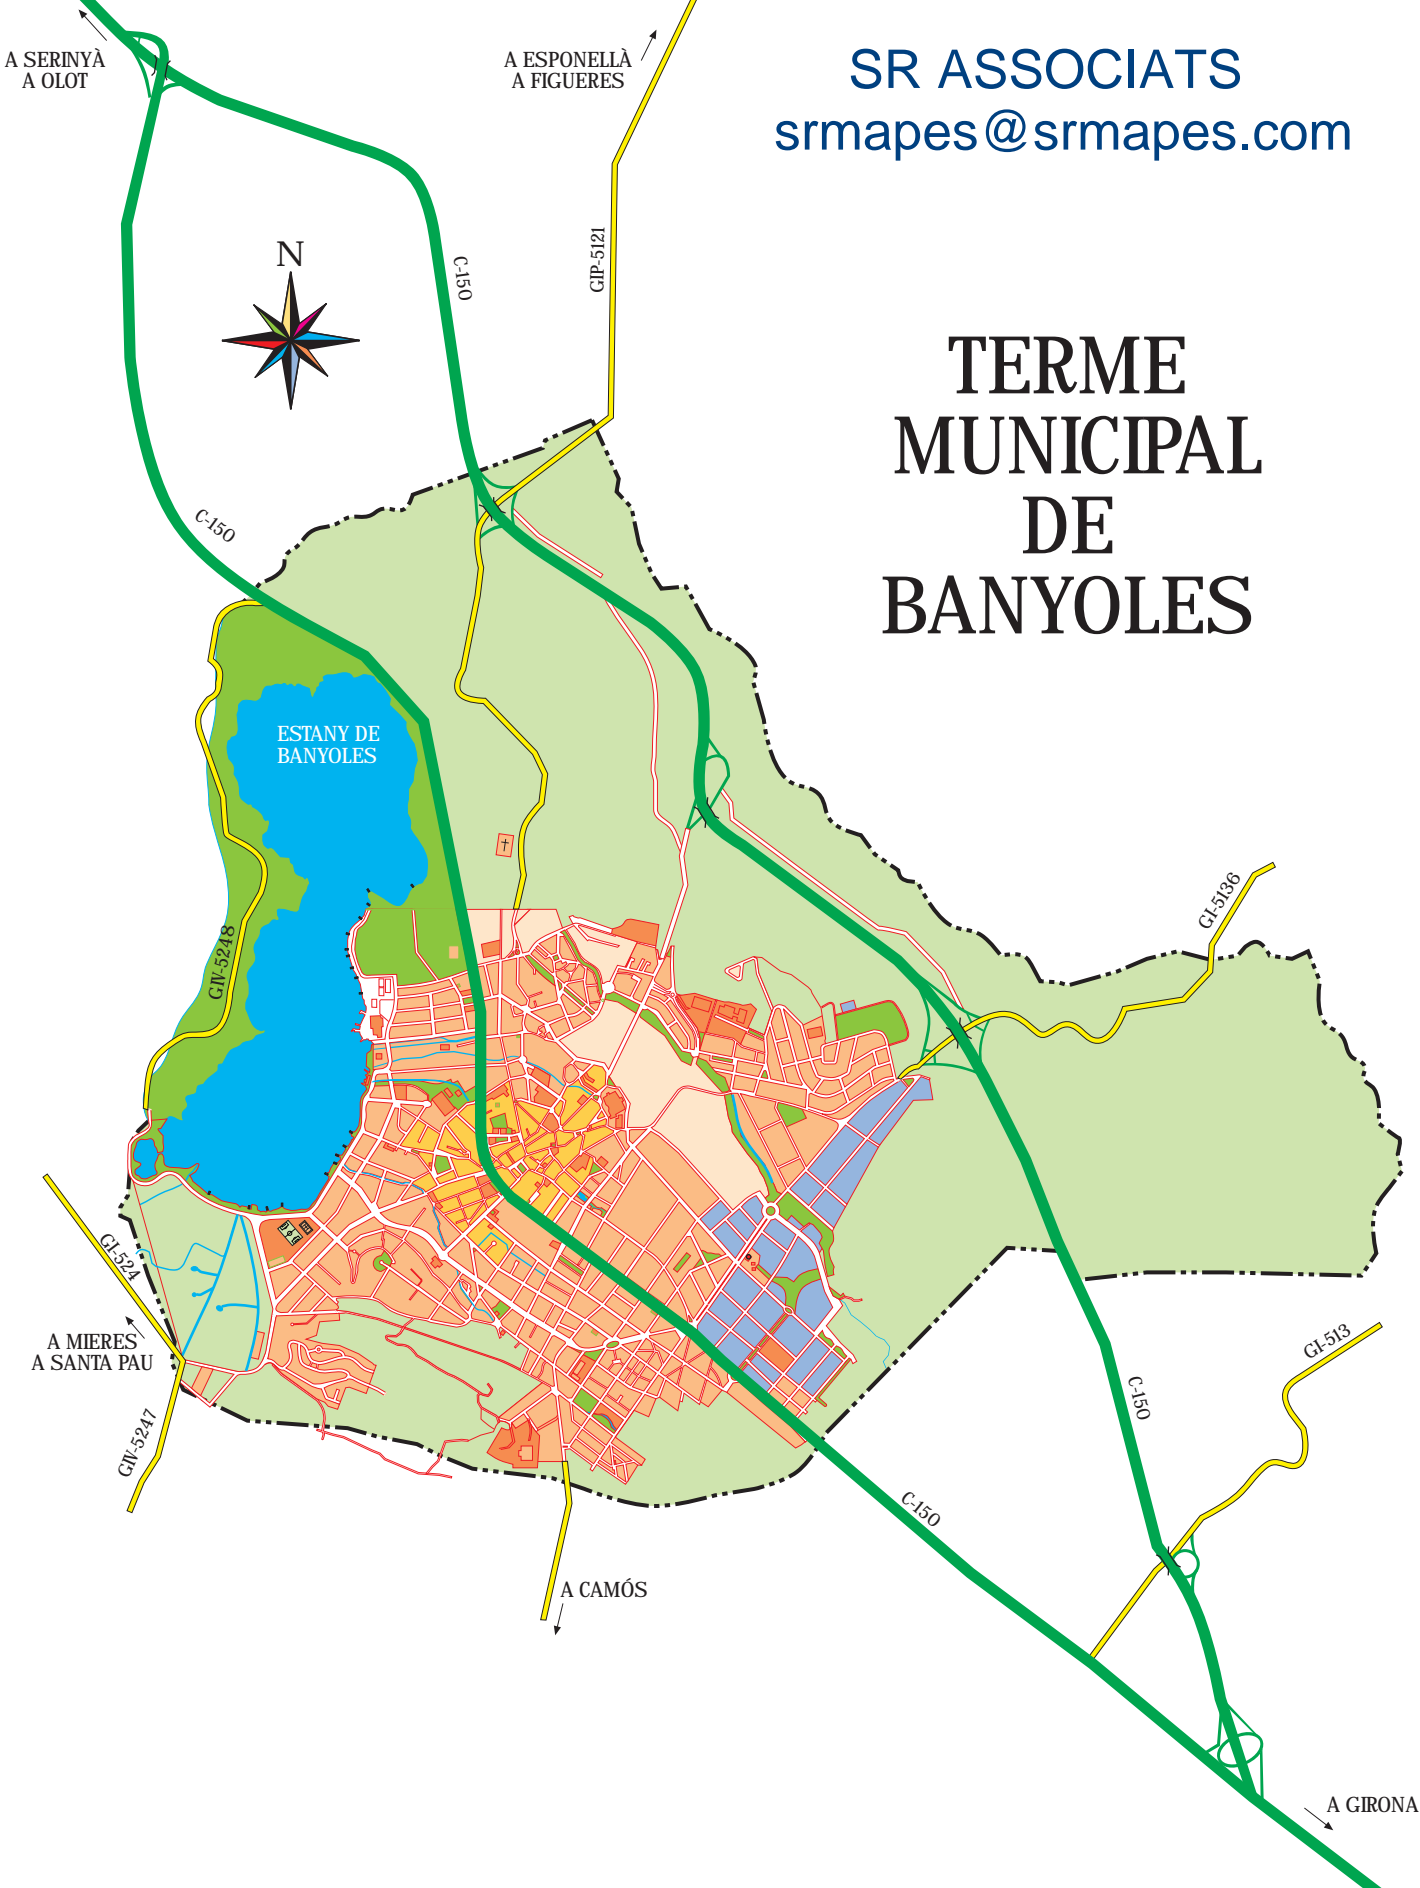 A SERINYÀ
A OLOT
A ESPONELLÀ
A FIGUERES
SR ASSOCIATS
srmapes@srmapes.com
N
C-150
GIP-5121
TERME
MUNICIPAL
DE
BANYOLES
C-150
ESTANY DE
BANYOLES
GI-5136
GIV-5248
GI-524
A MIERES
A SANTA PAU
GIV-5247
GI-513
C-150
C-150
A CAMÓS
A GIRONA